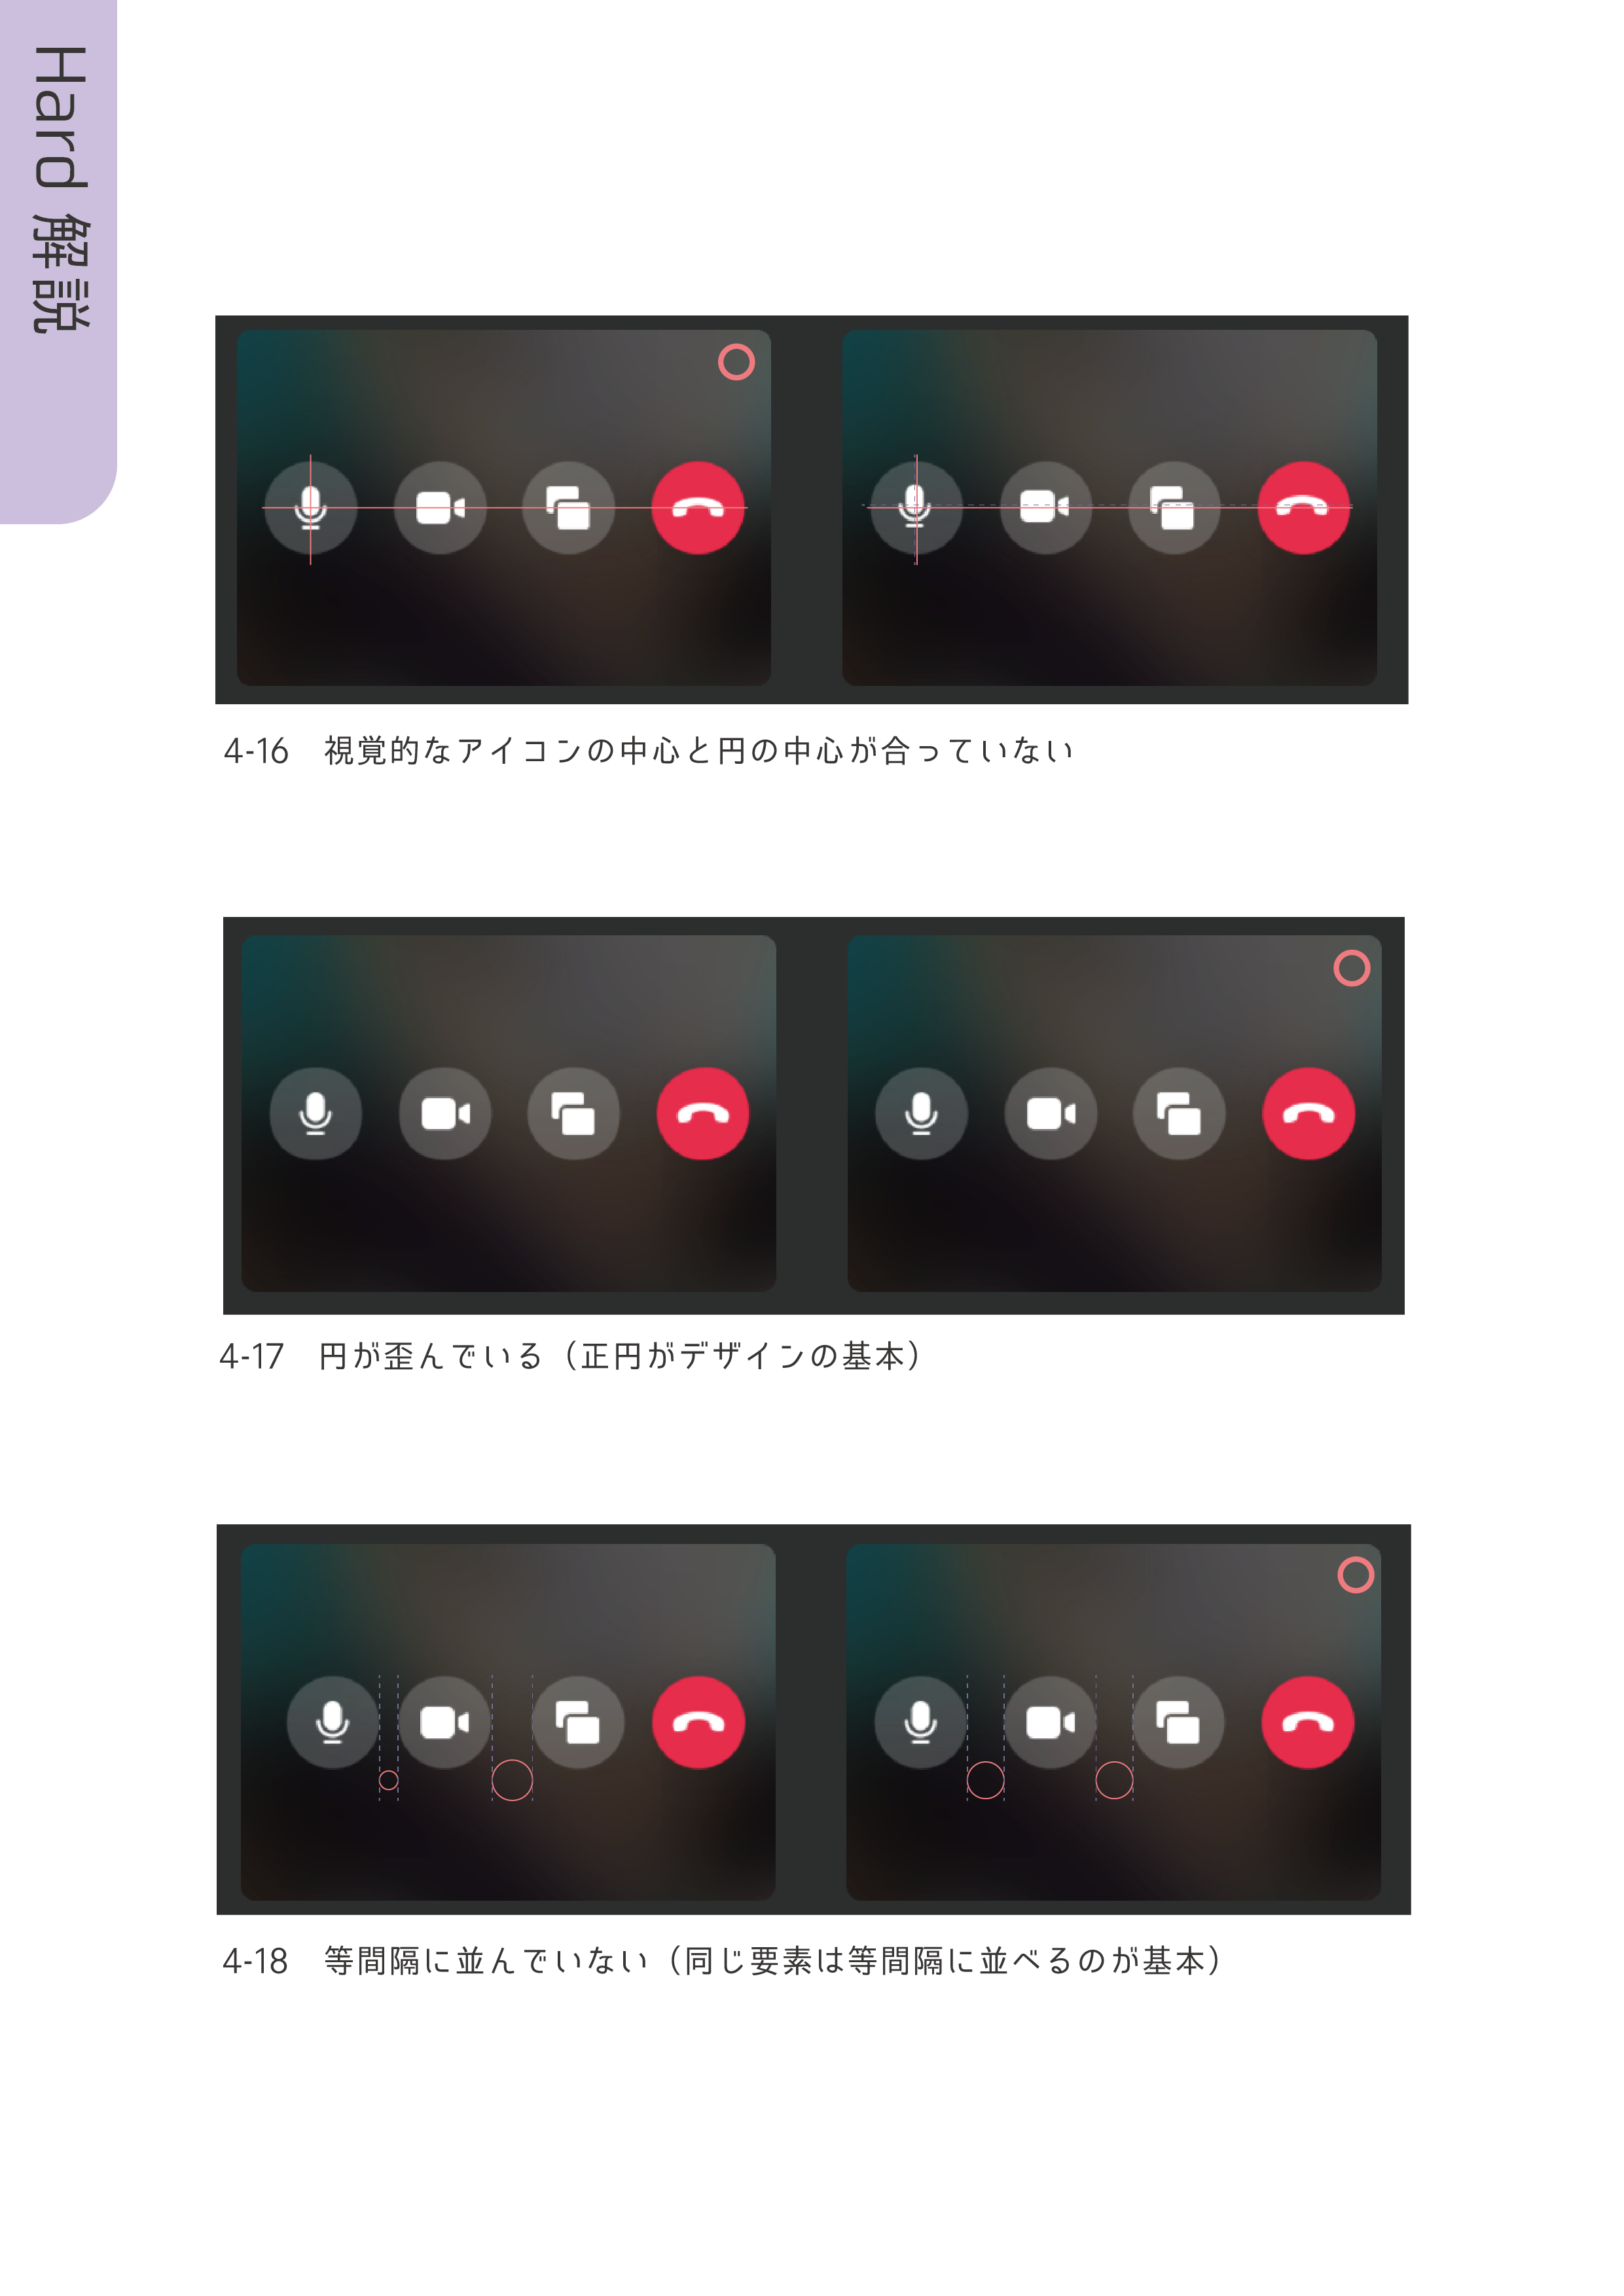 Hard 解説
4-16　視覚的なアイコンの中心と円の中心が合っていない
4-17　円が歪んでいる（正円がデザインの基本）
4-18　等間隔に並んでいない（同じ要素は等間隔に並べるのが基本）